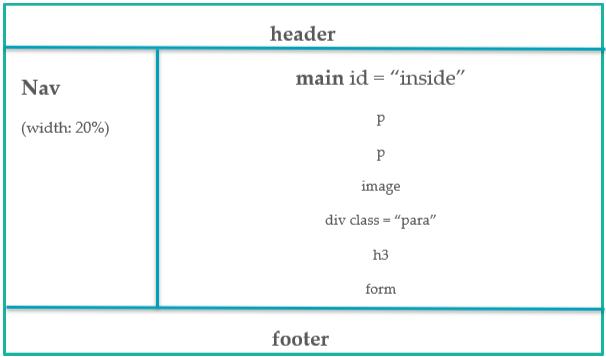 header
Nav
(width: 20%)
main id = “inside”
p
p
image
div class = “para”
h3
form
footer